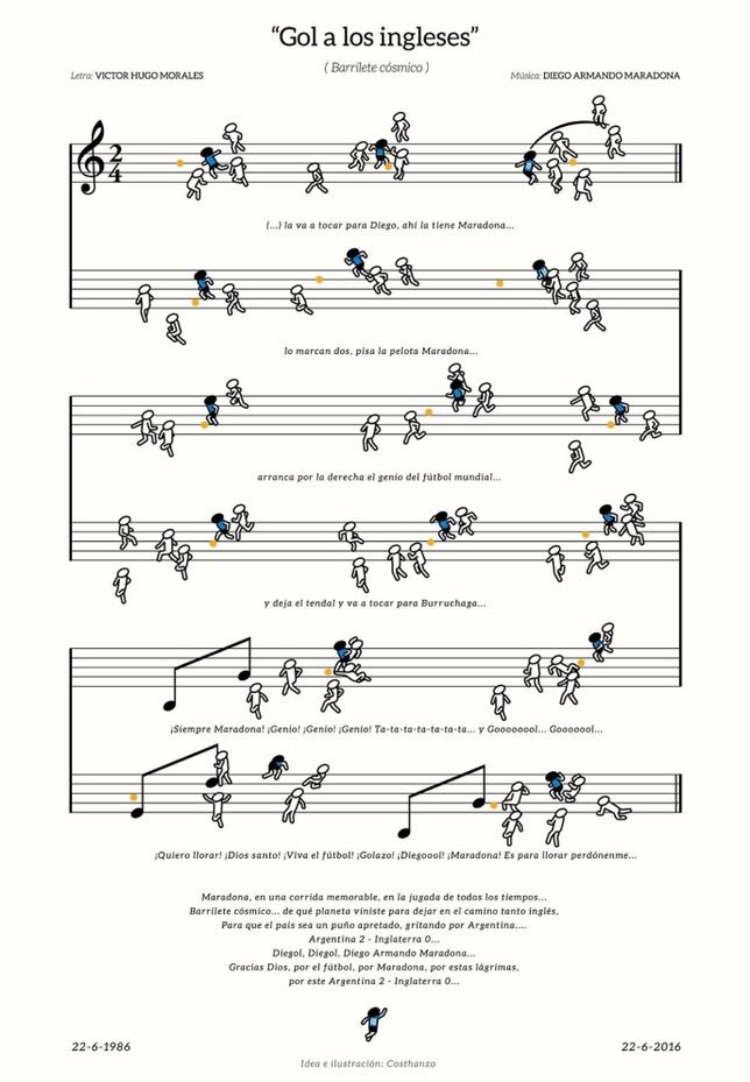 “Gol a los ingleses”
( Barrilete cósmico )
Letra: VICTOR HUGO MORALES
Música: DIEGO ARMANDO MARADONA
2
4
(...) la va a tocar para Diego, ahí la tiene Maradona...
lo marcan dos, pisa la pelota Maradona...
arranca por la derecha el genio del fútbol mundial...
y deja el tendal y va a tocar para Burruchaga...
¡Siempre Maradona! ¡Genio! ¡Genio! ¡Genio! Ta-ta-ta-ta-ta-ta-ta... y Goooooool... Gooooool...
¡Quiero llorar! ¡Dios santo! ¡Viva el fútbol! ¡Golazo! ¡Diegoool! ¡Maradona! Es para llorar perdónenme...
Maradona, en una corrida memorable, en la jugada de todos los tiempos...
Barrilete cósmico... de qué planeta viniste para dejar en el camino tanto inglés,
Para que el país sea un puño apretado, gritando por Argentina....
Argentina 2 - Inglaterra 0...
Diegol, Diegol, Diego Armando Maradona...
Gracias Dios, por el fútbol, por Maradona, por estas lágrimas,
por este Argentina 2 - Inglaterra 0...
22-6-1986
22-6-2016
Idea e ilustración: Costhanzo